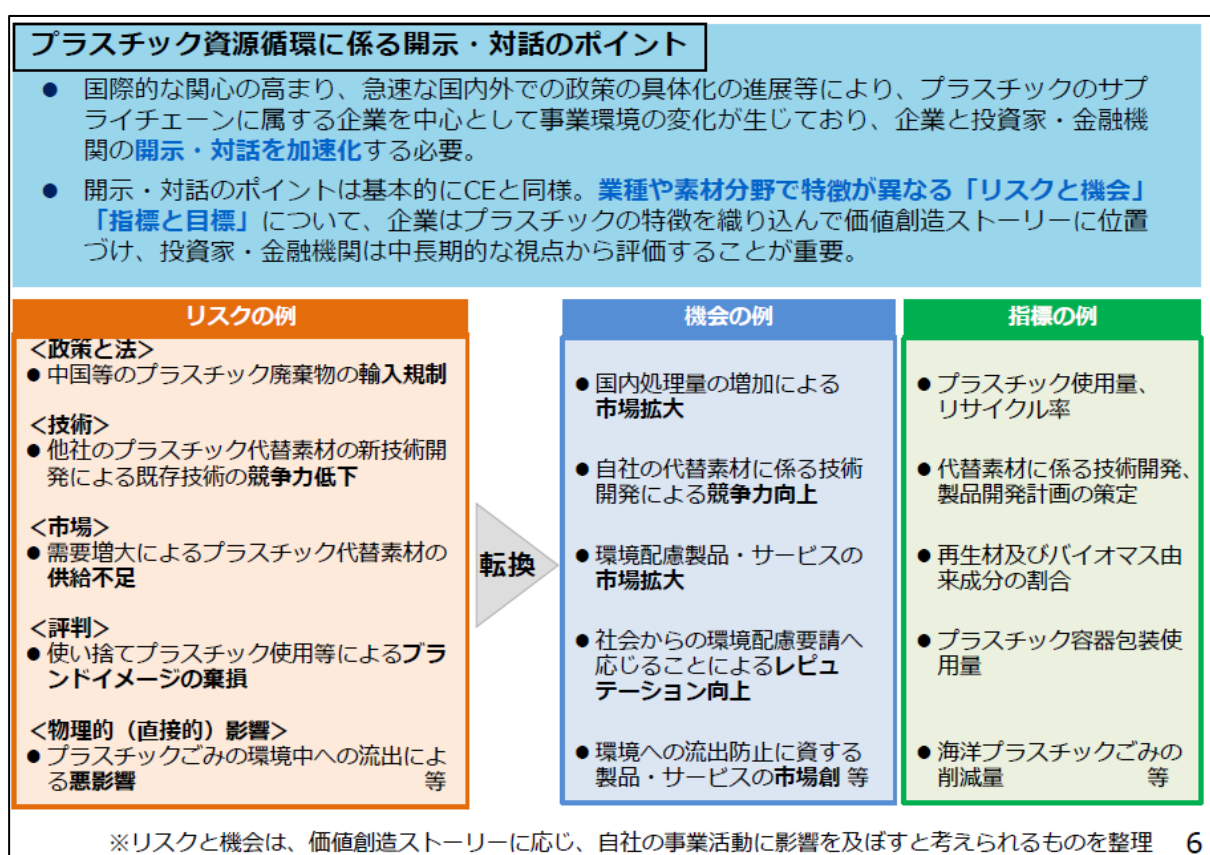 プラスチック資源循環に係る開示・対話のポイント
● 国際的な関心の高まり、急速な国内外での政策の具体化の進展等により、プラスチックのサプ
ライチェーンに属する企業を中心として事業環境の変化が生じており、企業と投資家・金融機
関の開示・対話を加速化する必要。
● 開示・対話のポイントは基本的にCEと同様。業種や素材分野で特徴が異なる「リスクと機会」
「指標と目標」について、企業はプラスチックの特徴を織り込んで価値創造ストーリーに位置
づけ、投資家・金融機関は中長期的な視点から評価することが重要。
リスクの例
<政策と法>
●中国等のプラスチック廃棄物の輸入規制
<技術>
●他社のプラスチック代替素材の新技術開
発による既存技術の競争力低下
<市場>
●需要増大によるプラスチック代替素材の
供給不足
<評判>
●使い捨てプラスチック使用等によるブラ
ンドイメージの棄損
<物理的（直接的）影響>
●プラスチックごみの環境中への流出によ
る悪影響 等
転換
機会の例
●国内処理量の増加による
市場拡大
●自社の代替素材に係る技術
開発による競争力向上
●環境配慮製品・サービスの
市場拡大
●社会からの環境配慮要請へ
応じることによるレピュ
テーション向上
●環境への流出防止に資する
製品・サービスの市場創 等
指標の例
●プラスチック使用量、
リサイクル率
●代替素材に係る技術開発、
製品開発計画の策定
●再生材及びバイオマス由
来成分の割合
●プラスチック容器包装使
用量
●海洋プラスチックごみの
削減量 等
※リスクと機会は、価値創造ストーリーに応じ、自社の事業活動に影響を及ぼすと考えられるものを整理 6